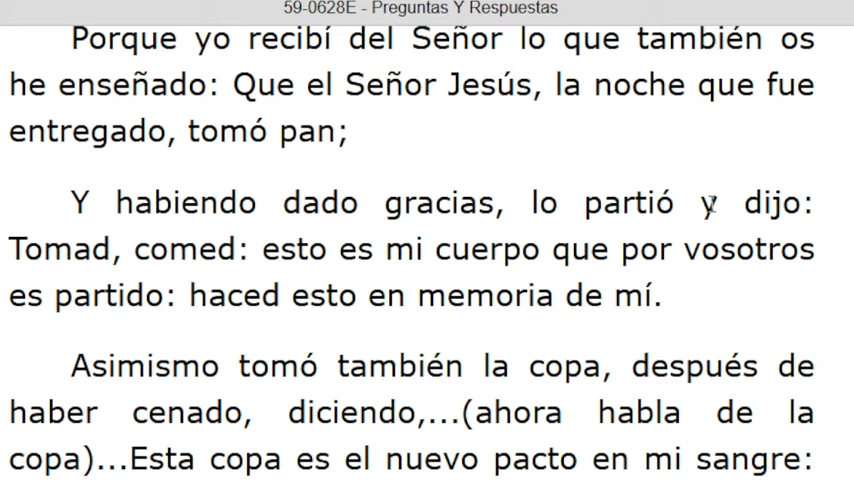 59-0628E - Preguntas Y Respuestas
Porque yo recibí del Señor lo que también os
he enseñado: Que el Señor Jesús, la noche que fue
entregado, tomó pan;
Y habiendo dado gracias, lo partió y dijo:
Tomad, comed: esto es mi cuerpo que por vosotros
es partido: haced esto en memoria de mí.
Asimismo tomó también la copa, después de
haber cenado, diciendo,...(ahora habla de la
copa)...Esta copa es el nuevo pacto en mi sangre: